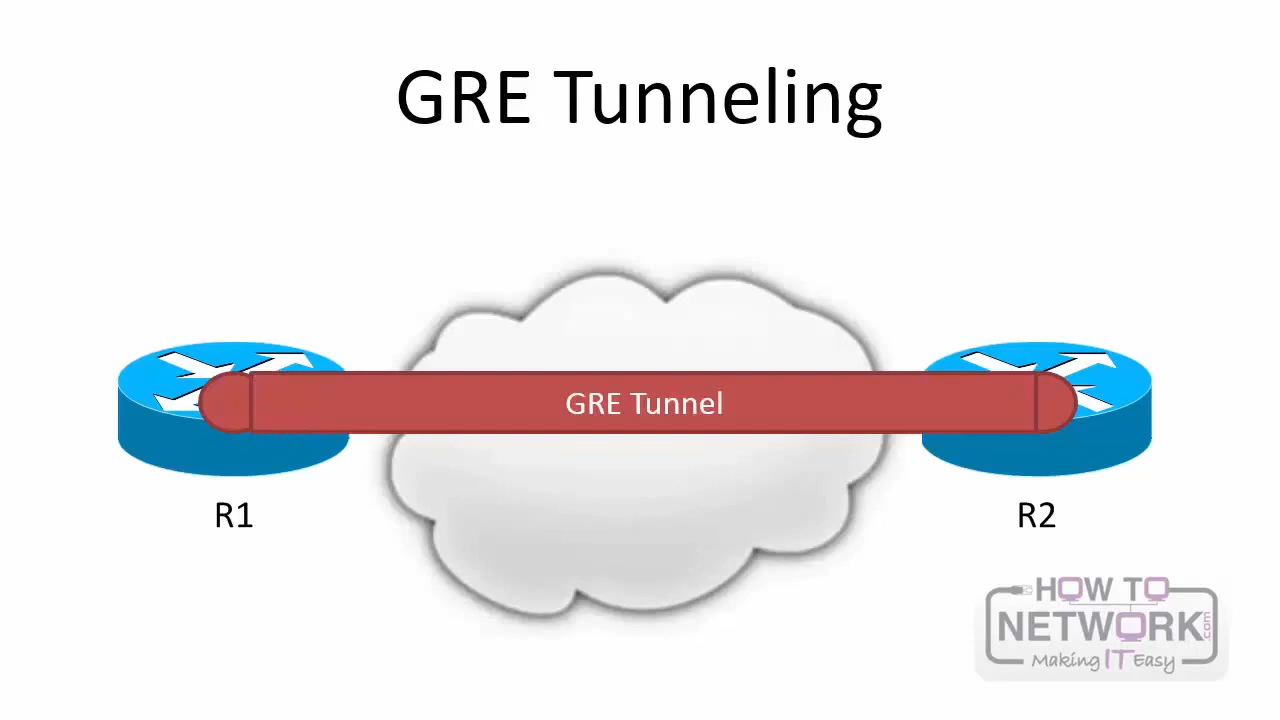 GRE Tunneling
GRE Tunnel
R1
R2
HOW TO
NETWORK.com
Making IT Easy